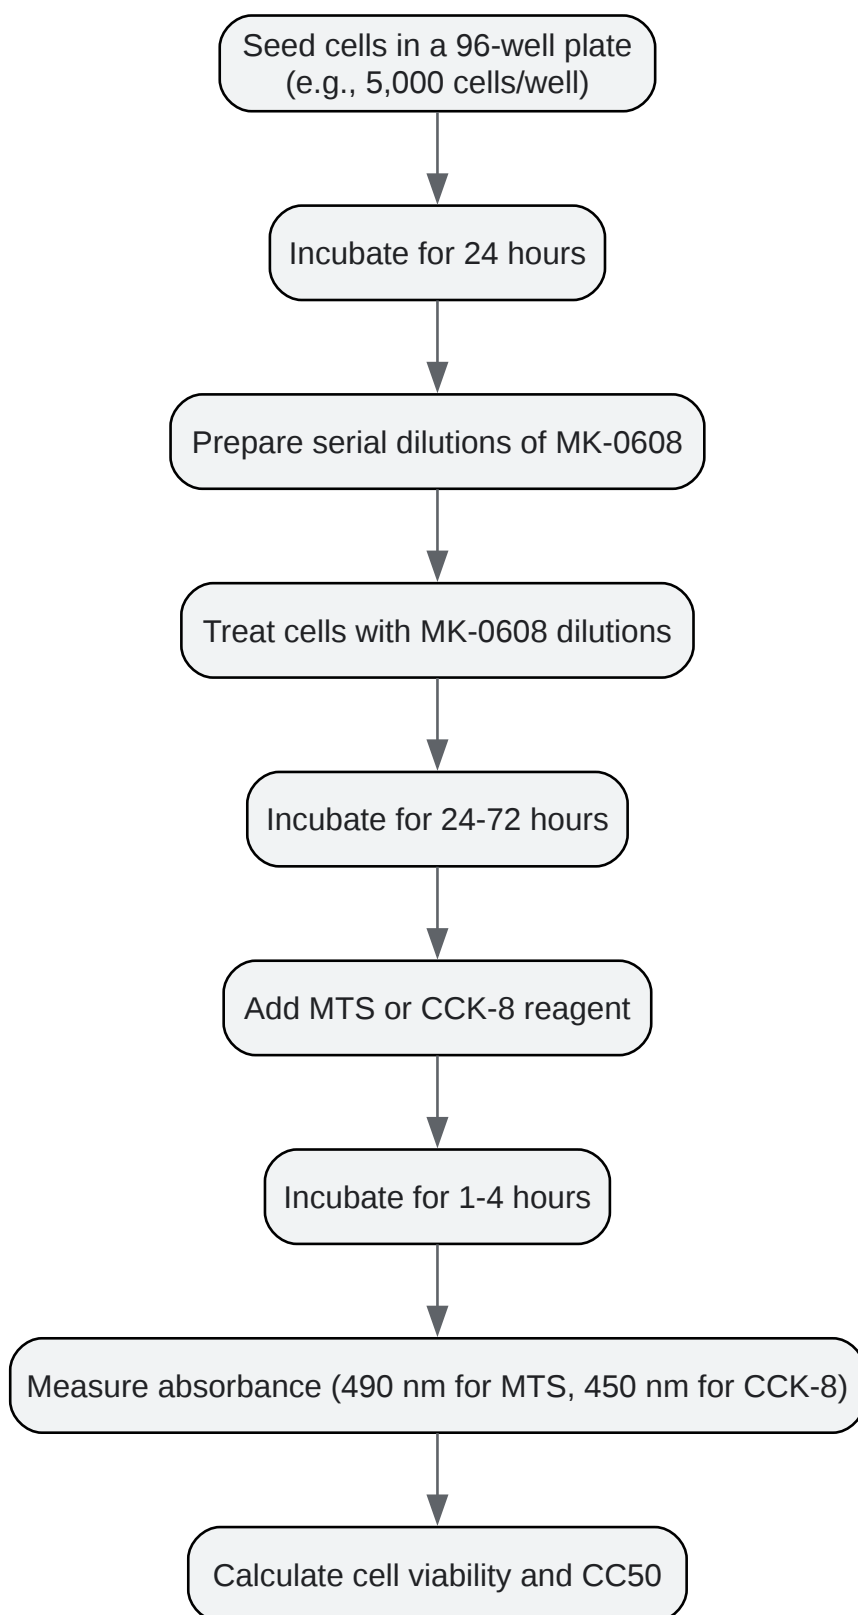 Seed cells in a 96-well plate
(e.g., 5,000 cells/well)
Incubate for 24 hours
Prepare serial dilutions of MK-0608
Treat cells with MK-0608 dilutions
Incubate for 24-72 hours
Add MTS or CCK-8 reagent
Incubate for 1-4 hours
Measure absorbance (490 nm for MTS, 450 nm for CCK-8)
Calculate cell viability and CC50